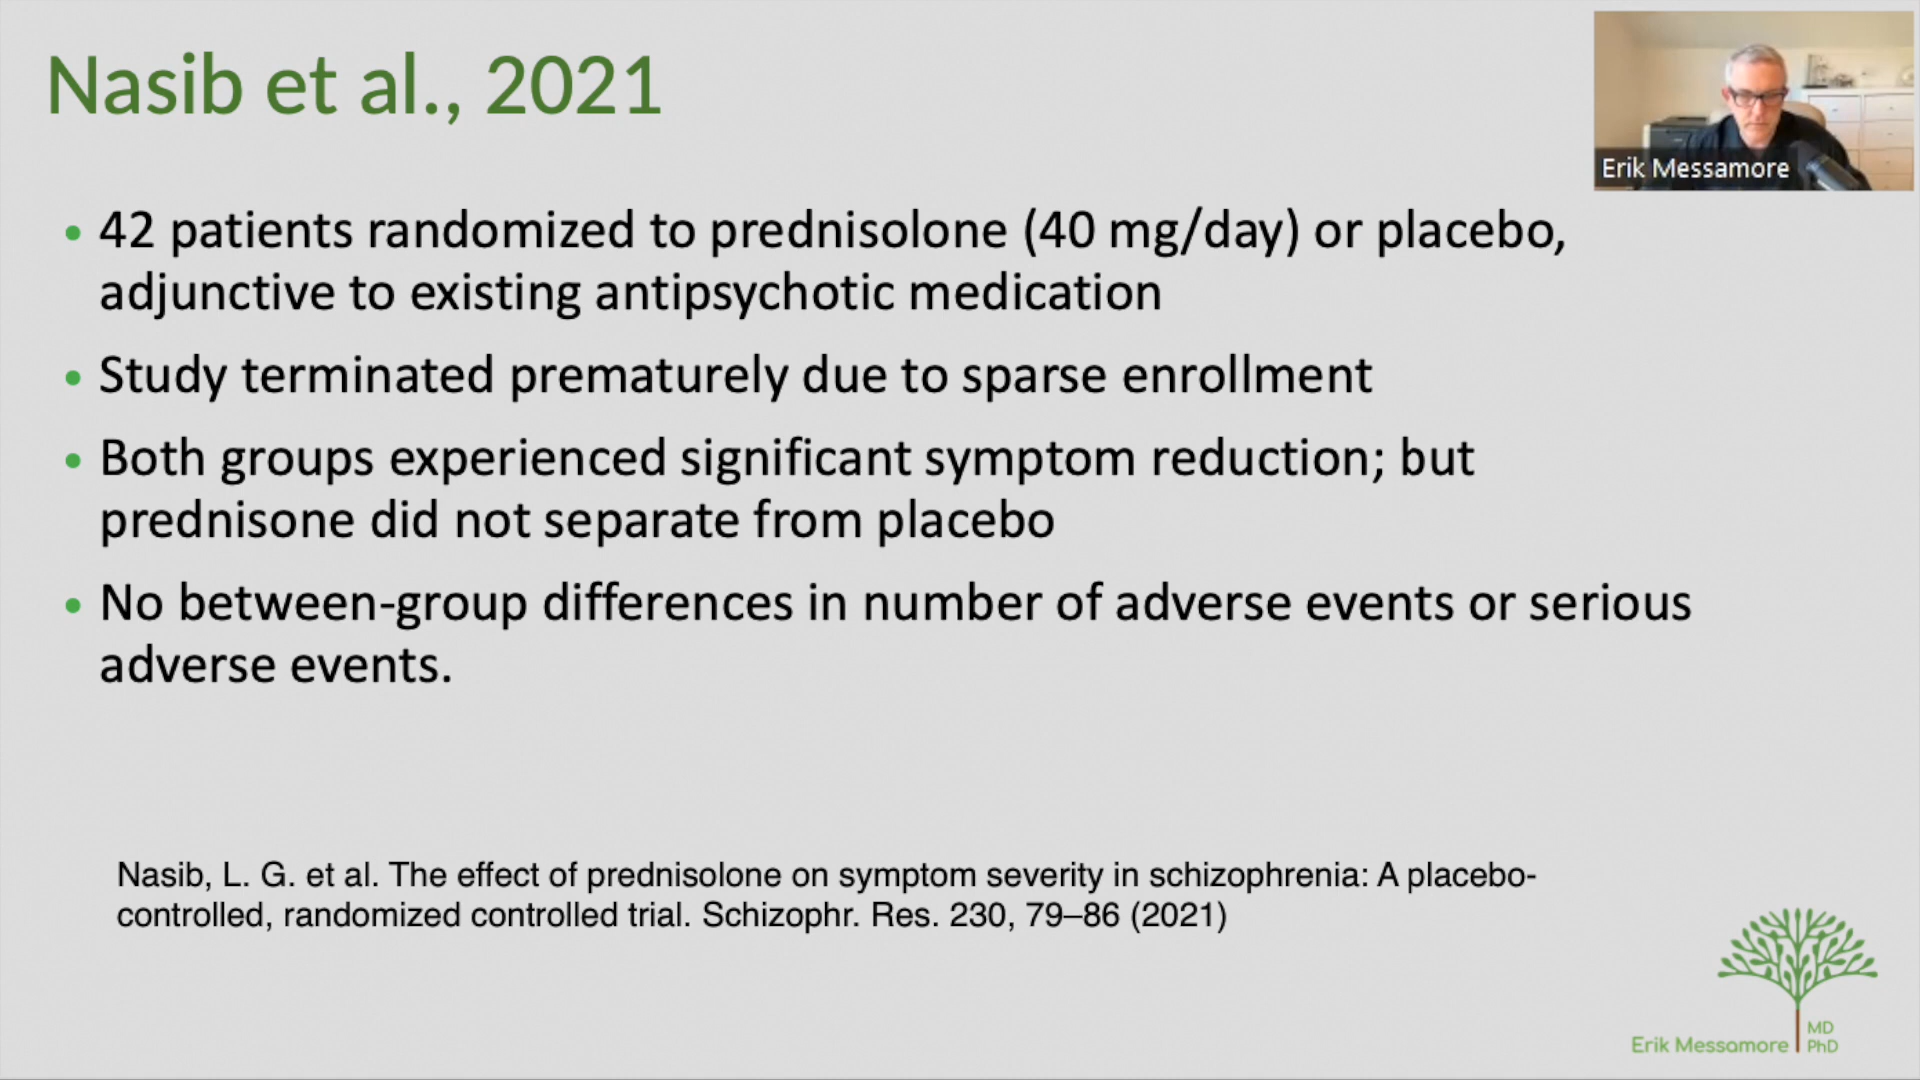 Nasib et al., 2021
Erik Messamore
• 42 patients randomized to prednisolone (40 mg/day) or placebo,
adjunctive to existing antipsychotic medication
• Study terminated prematurely due to sparse enrollment
• Both groups experienced significant symptom reduction; but
prednisone did not separate from placebo
• No between-group differences in number of adverse events or serious
adverse events.
Nasib, L. G. et al. The effect of prednisolone on symptom severity in schizophrenia: A placebo-
controlled, randomized controlled trial. Schizophr. Res. 230, 79–86 (2021)
Erik Messamore
MD
PhD